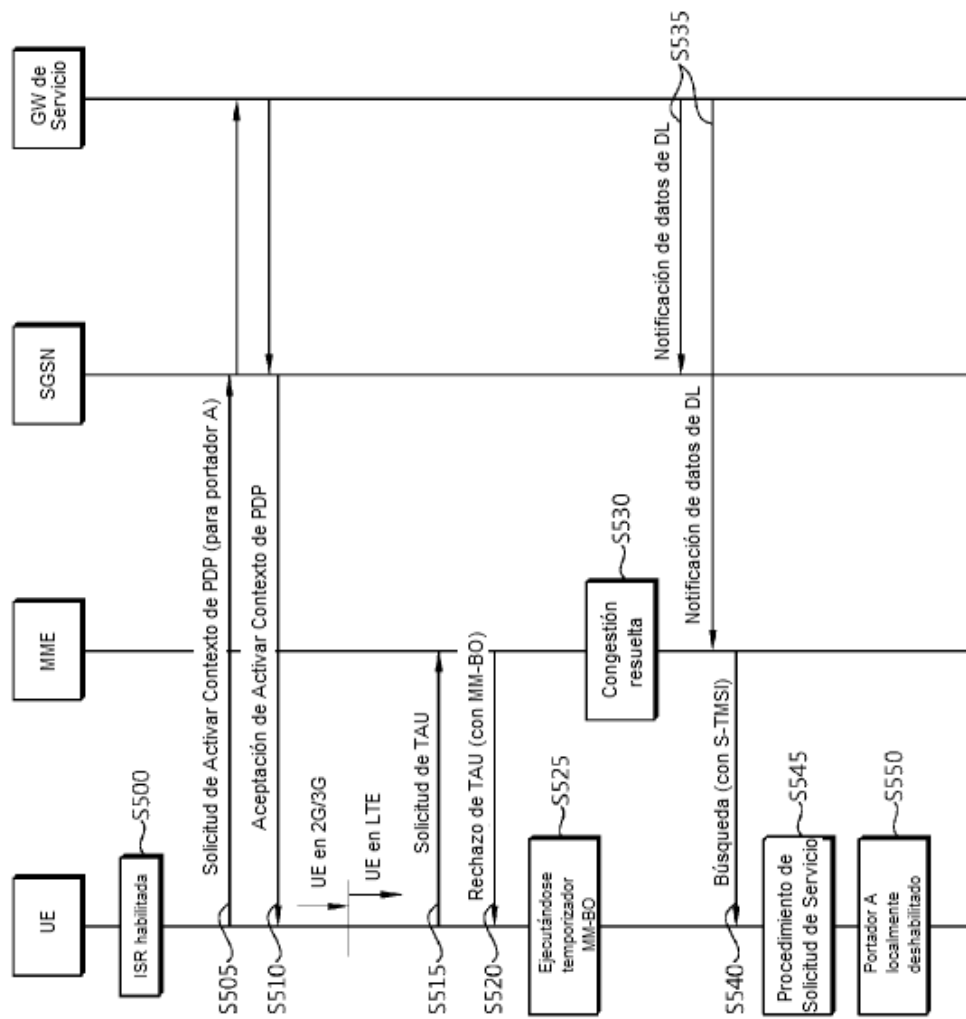 UE
MME
SGSN
GW de
Servicio
ISR habilitada
S500
Solicitud de Activar Contexto de PDP (para portador A)
S505
Aceptación de Activar Contexto de PDP
S510
UE en 2G/3G
UE en LTE
Solicitud de TAU
S515
Rechazo de TAU (con MM-BO)
S520
Ejecutándose
temporizador
MM-BO
S525
Congestión
resuelta
S530
Notificación de datos de DL
S535
Notificación de datos de DL
Búsqueda (con S-TMSI)
S540
Procedimiento de
Solicitud de Servicio
S545
Portador A
localmente
deshabilitado
S550